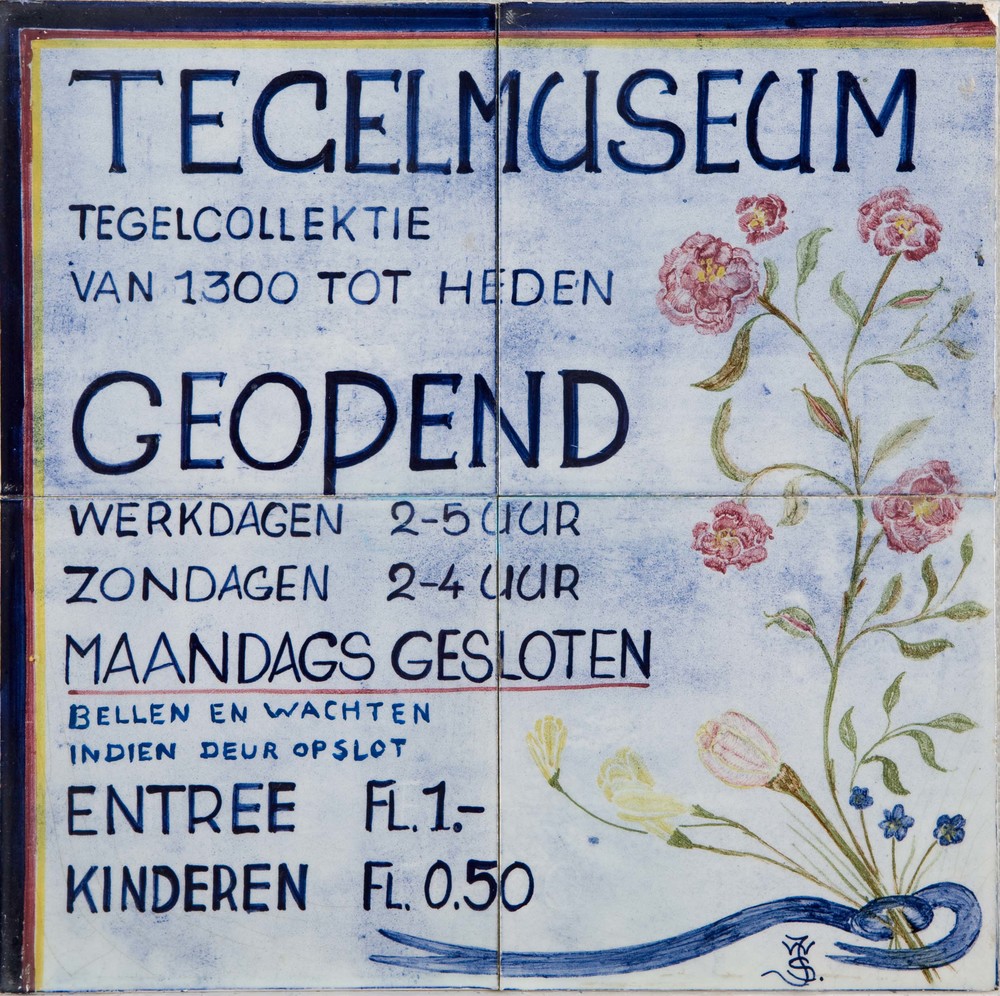 TEGELMUSEUM
TEGELCOLLEKTIE
VAN 1300 TOT HEDEN
GEOPEND
WERKDAGEN 2-5 UUR
ZONDAGEN 2-4 UUR
MAANDAGS GESLOTEN
BELLEN EN WACHTEN
INDIEN DEUR OPSLOT
ENTREE FL. 1.-
KINDEREN FL. 0.50